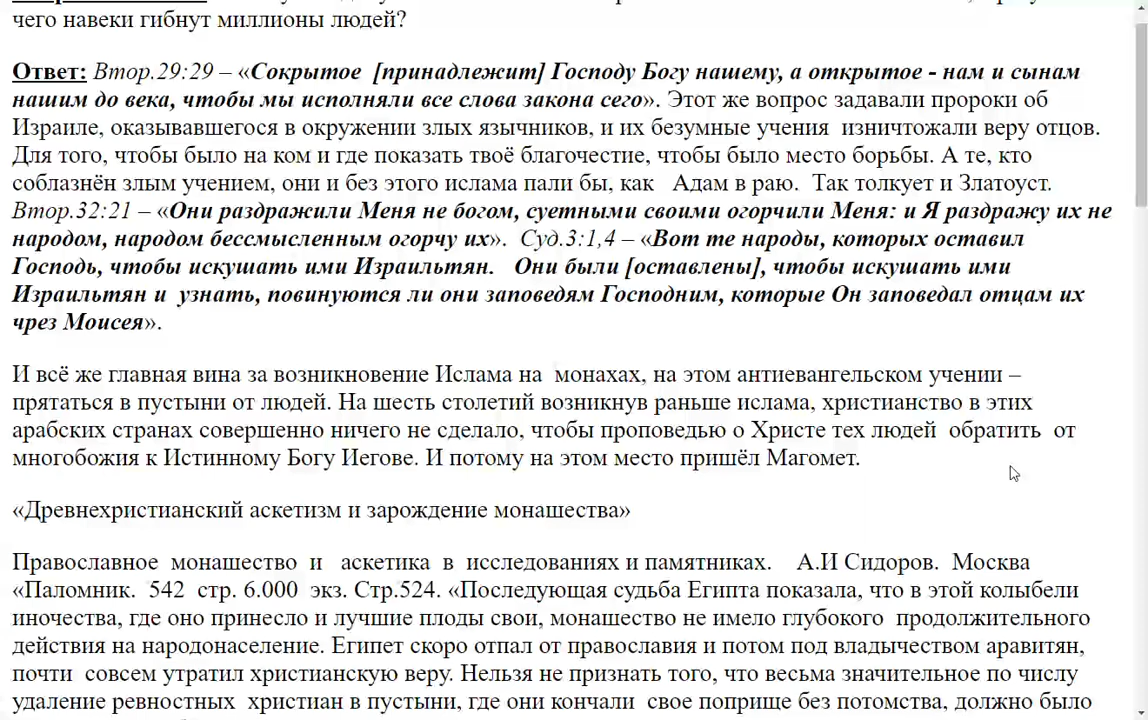 чего навеки гибнут миллионы людей?
Ответ: Втор.29:29 – «Сокрытое [принадлежит] Господу Богу нашему, а открытое - нам и сынам
нашим до века, чтобы мы исполняли все слова закона сего». Этот же вопрос задавали пророки об
Израиле, оказывавшегося в окружении злых язычников, и их безумные учения изничтожали веру отцов.
Для того, чтобы было на ком и где показать твоё благочестие, чтобы было место борьбы. А те, кто
соблазнён злым учением, они и без этого ислама пали бы, как Адам в раю. Так толкует и Златоуст.
Втор.32:21 – «Они раздражили Меня не богом, суетными своими огорчили Меня: и Я раздражу их не
народом, народом бессмысленным огорчу их». Суд.3:1,4 – «Вот те народы, которых оставил
Господь, чтобы искушать ими Израильтян. Они были [оставлены], чтобы искушать ими
Израильтян и узнать, повинуются ли они заповедям Господним, которые Он заповедал отцам их
чрез Моисея».
И всё же главная вина за возникновение Ислама на монахах, на этом антиевангельском учении –
прятаться в пустыни от людей. На шесть столетий возникнув раньше ислама, христианство в этих
арабских странах совершенно ничего не сделало, чтобы проповедью о Христе тех людей обратить от
многобожия к Истинному Богу Иегове. И потому на этом место пришёл Магомет.
«Древнехристианский аскетизм и зарождение монашества»
Православное монашество и аскетика в исследованиях и памятниках. А.И Сидоров. Москва
«Паломник. 542 стр. 6.000 экз. Стр.524. «Последующая судьба Египта показала, что в этой колыбели
иночества, где оно принесло и лучшие плоды свои, монашество не имело глубокого продолжительного
действия на народонаселение. Египет скоро отпал от православия и потом под владычеством аравитян,
почти совсем утратил христианскую веру. Нельзя не признать того, что весьма значительное по числу
удаление ревностных христиан в пустыни, где они кончали свое поприще без потомства, должно было